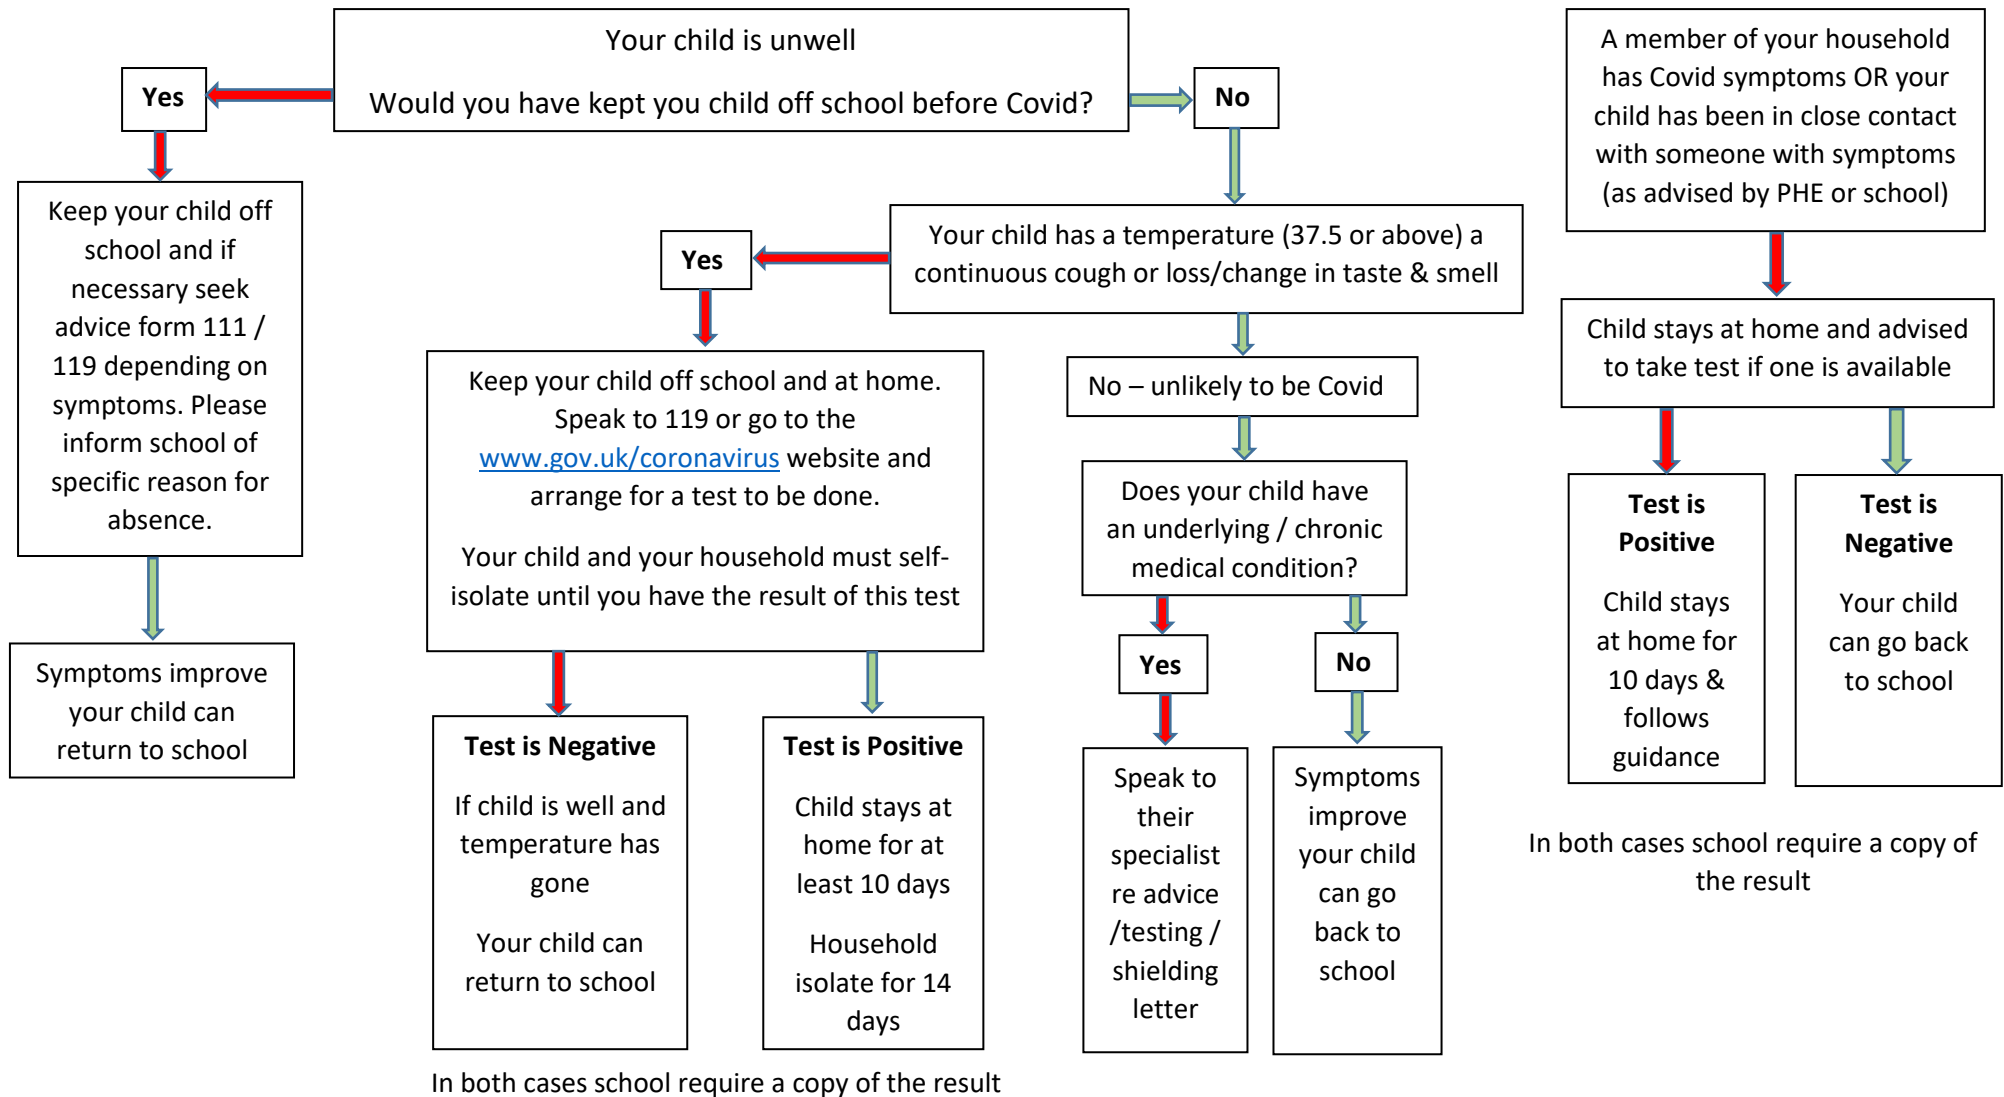 Your child is unwell
Would you have kept you child off school before Covid?
Yes
No
Keep your child off
school and if
necessary seek
advice form 111 /
119 depending on
symptoms. Please
inform school of
specific reason for
absence.
Symptoms improve
your child can
return to school
Your child has a temperature (37.5 or above) a
continuous cough or loss/change in taste & smell
Yes
Keep your child off school and at home.
Speak to 119 or go to the
www.gov.uk/coronavirus website and
arrange for a test to be done.
Your child and your household must self-
isolate until you have the result of this test
Test is Negative
If child is well and
temperature has
gone
Your child can
return to school
Test is Positive
Child stays at
home for at
least 10 days
Household
isolate for 14
days
In both cases school require a copy of the result
No – unlikely to be Covid
Does your child have
an underlying / chronic
medical condition?
Yes
No
Speak to
their
specialist
re advice
/testing /
shielding
letter
Symptoms
improve
your child
can go
back to
school
A member of your household
has Covid symptoms OR your
child has been in close contact
with someone with symptoms
(as advised by PHE or school)
Child stays at home and advised
to take test if one is available
Test is
Positive
Child stays
at home for
10 days &
follows
guidance
Test is
Negative
Your child
can go back
to school
In both cases school require a copy of
the result